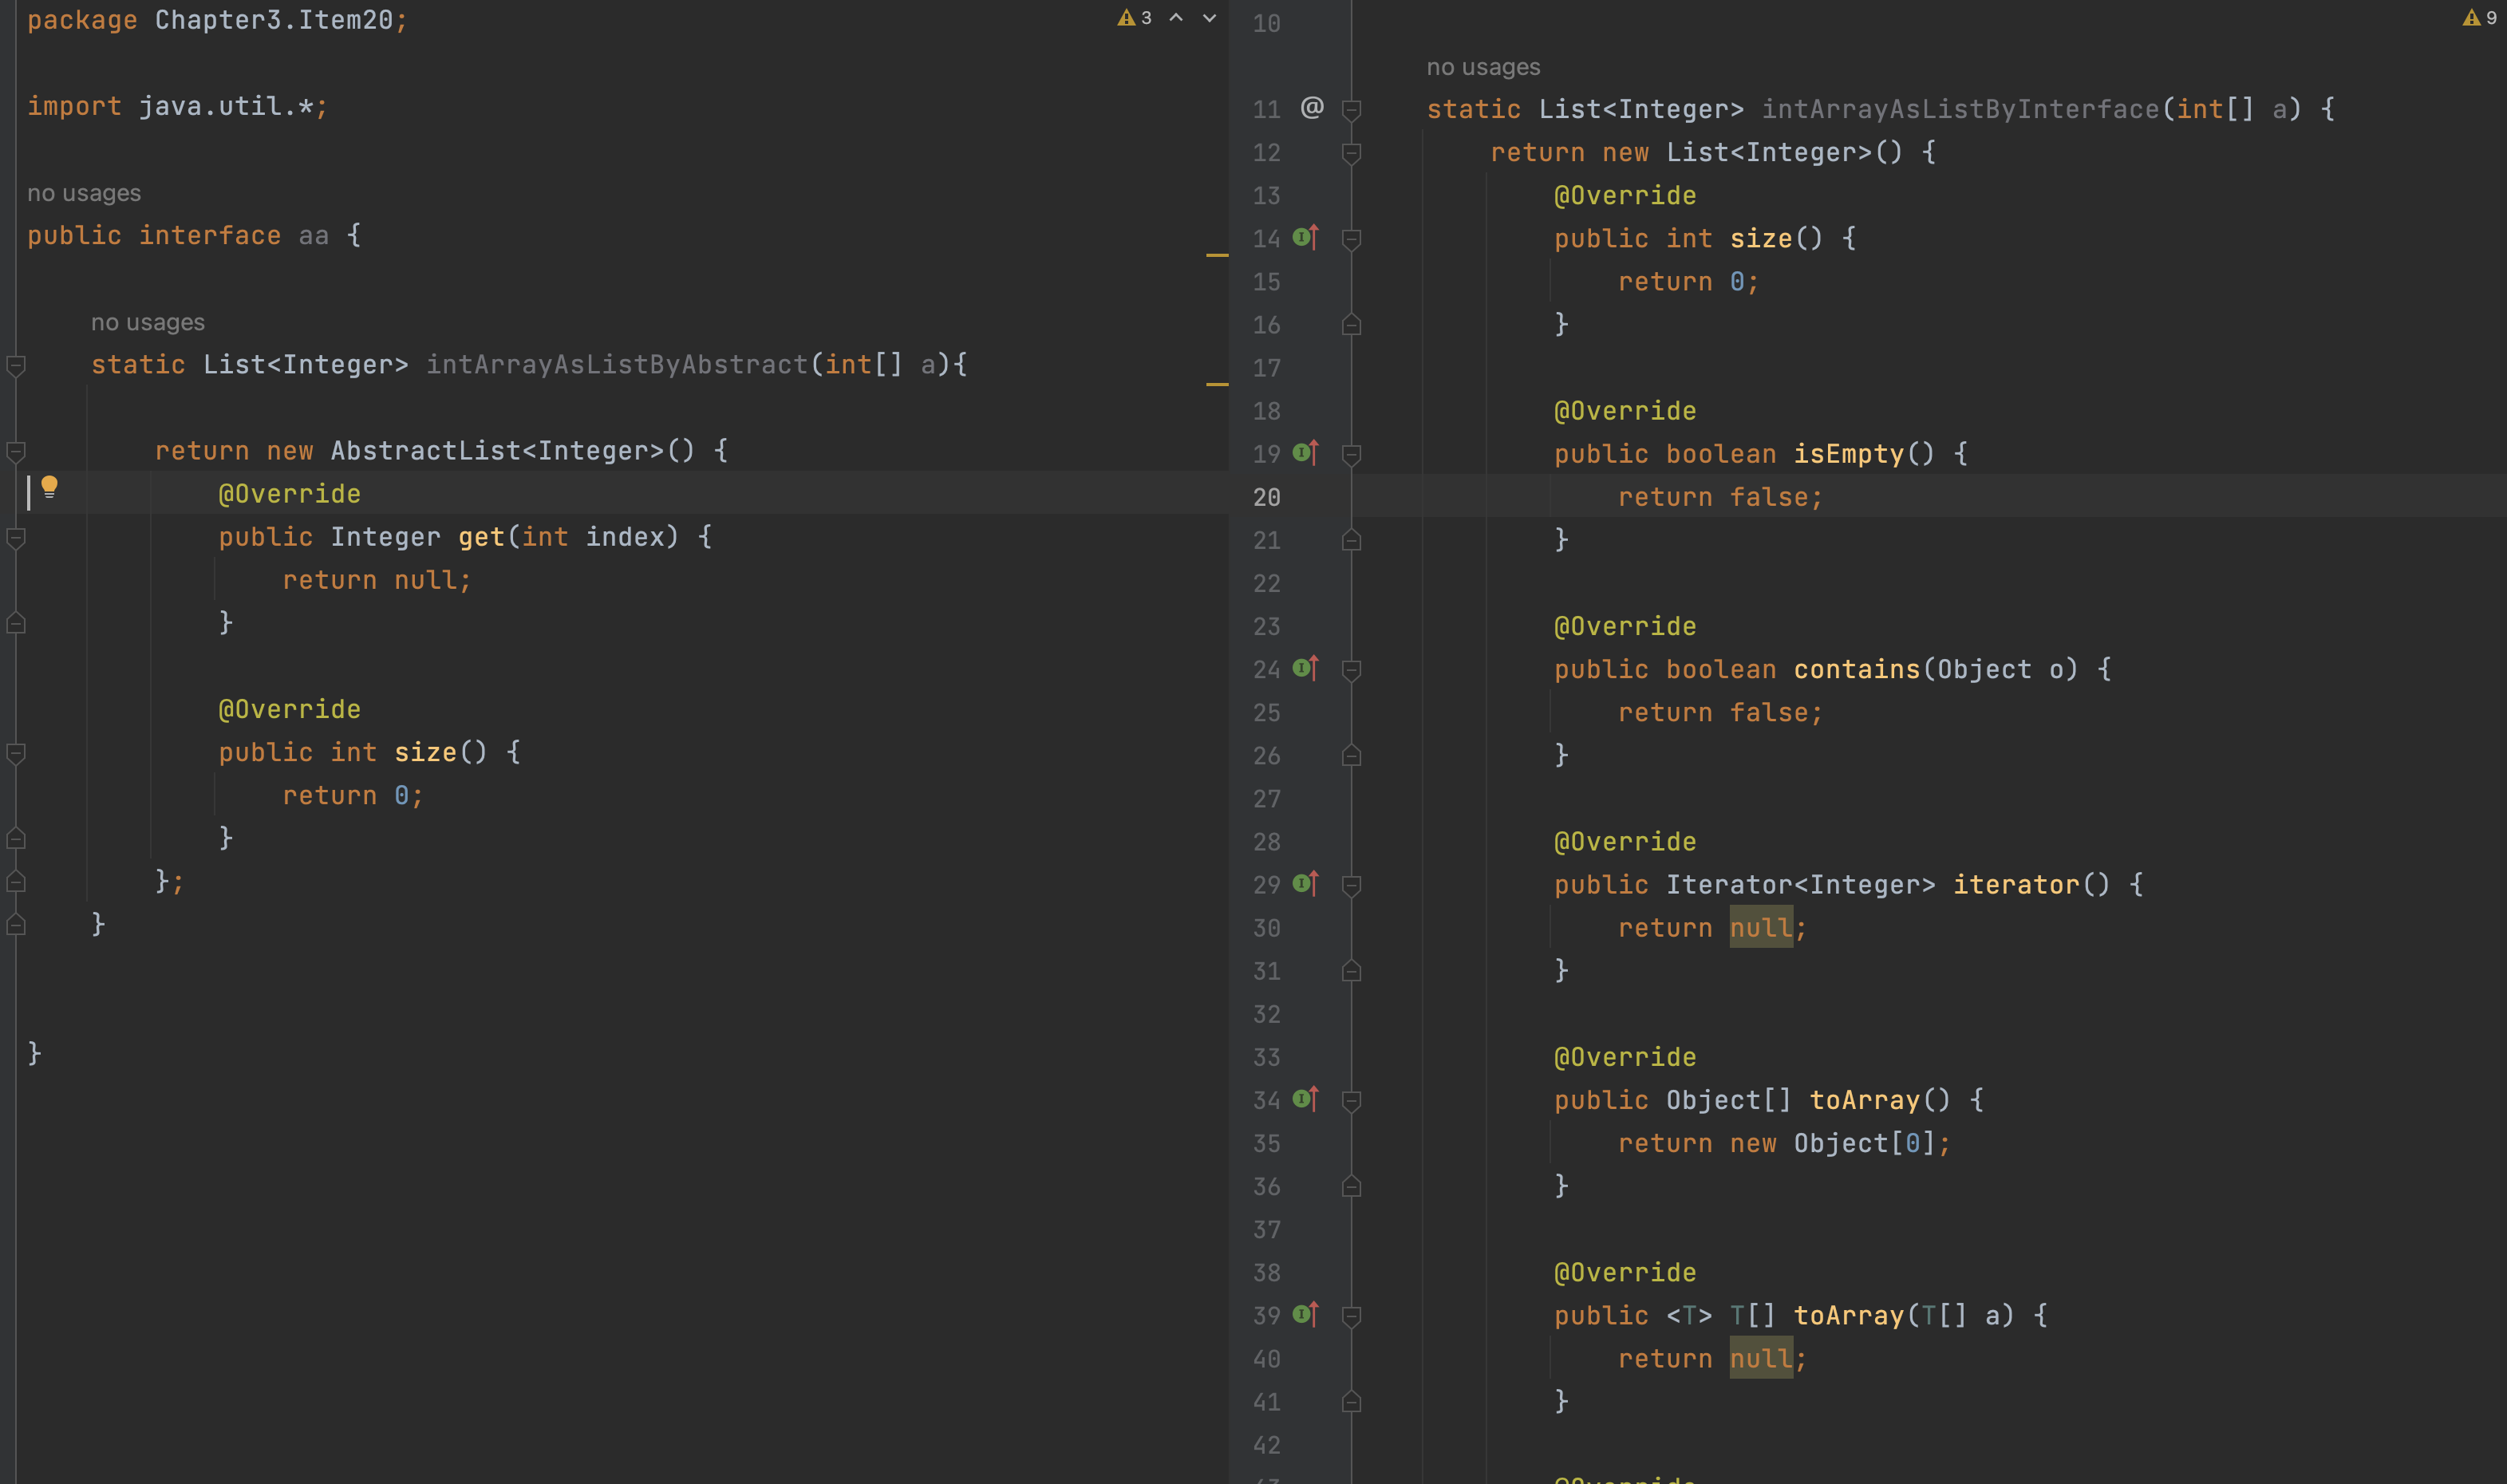 package Chapter3.Item20;
3
import java.util.*;
no usages
public interface aa {
no usages
static List<Integer> intArrayAsListByAbstract(int[] a){
return new AbstractList<Integer>() {
@Override
public Integer get(int index) {
return null;
}
@Override
public int size() {
return 0;
}
};
}
}
9
10
no usages
11 @ static List<Integer> intArrayAsListByInterface(int[] a) {
12 return new List<Integer>() {
13 @Override
14 public int size() {
15 return 0;
16 }
17
18 @Override
19 public boolean isEmpty() {
20 return false;
21 }
22
23 @Override
24 public boolean contains(Object o) {
25 return false;
26 }
27
28 @Override
29 public Iterator<Integer> iterator() {
30 return null;
31 }
32
33 @Override
34 public Object[] toArray() {
35 return new Object[0];
36 }
37
38 @Override
39 public <T> T[] toArray(T[] a) {
40 return null;
41 }
42